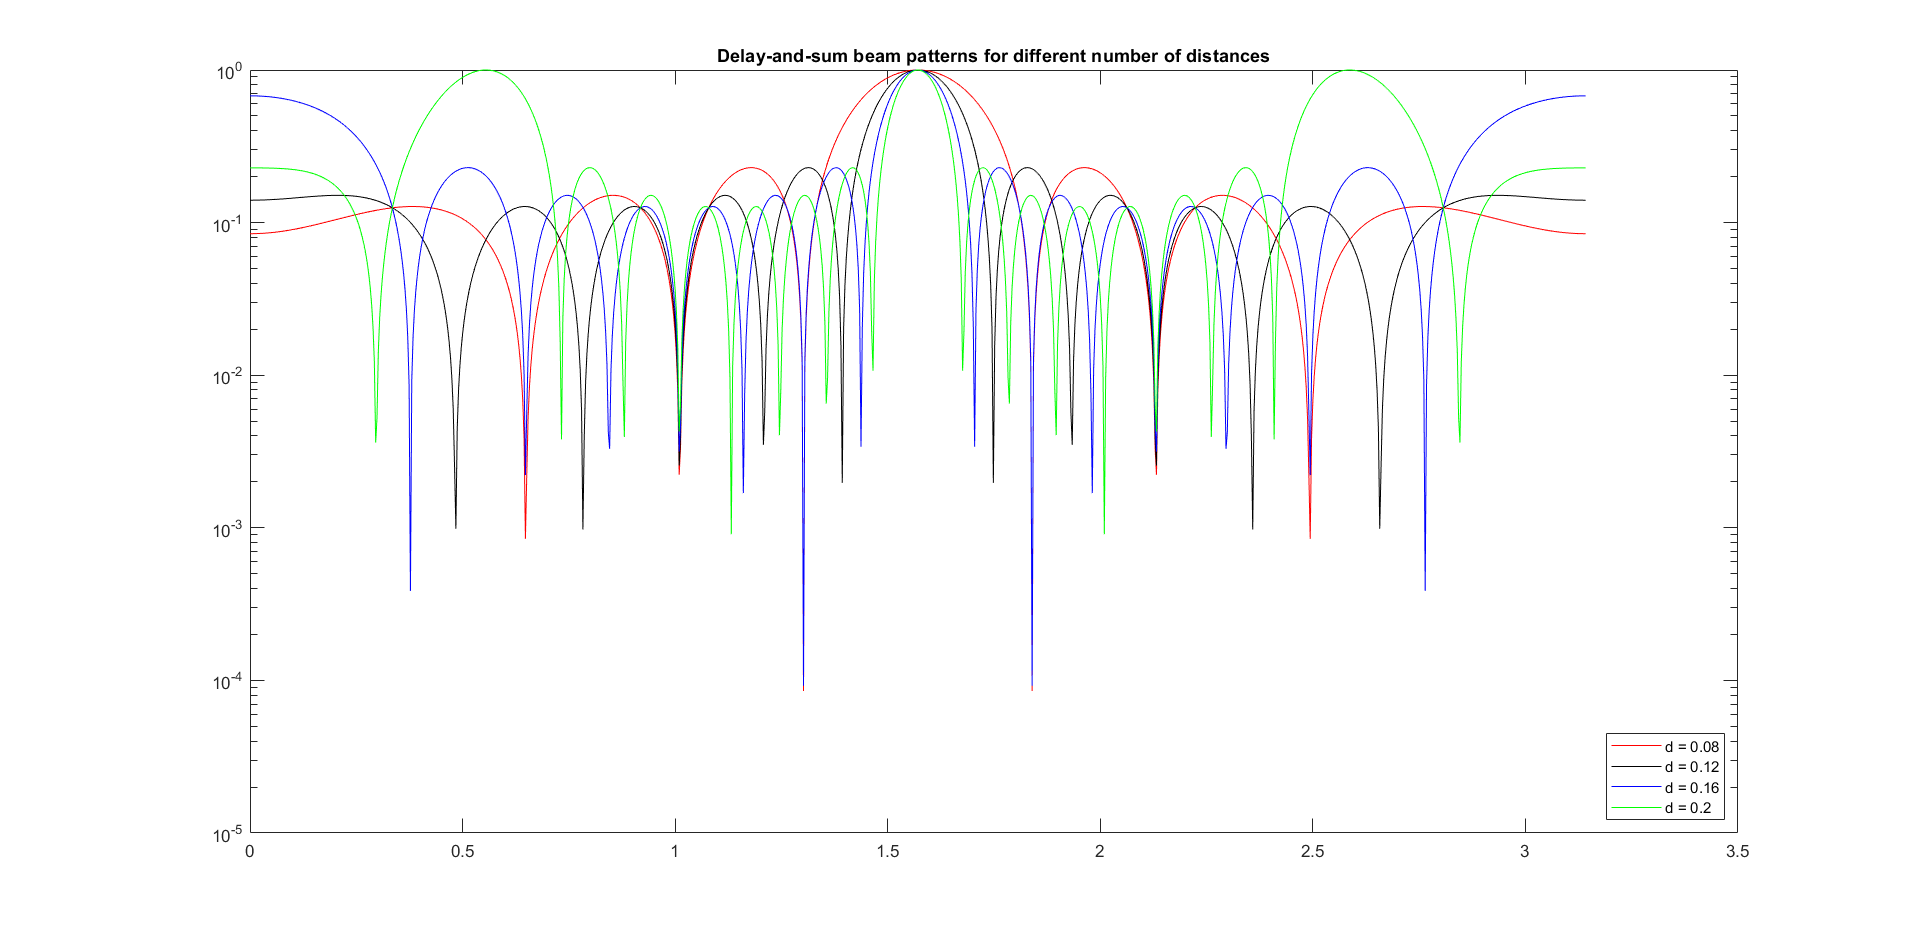 Delay-and-sum beam patterns for different number of distances
10^0
10^-1
10^-2
10^-3
10^-4
10^-5
0 0.5 1 1.5 2 2.5 3 3.5
d = 0.08
d = 0.12
d = 0.16
d = 0.2